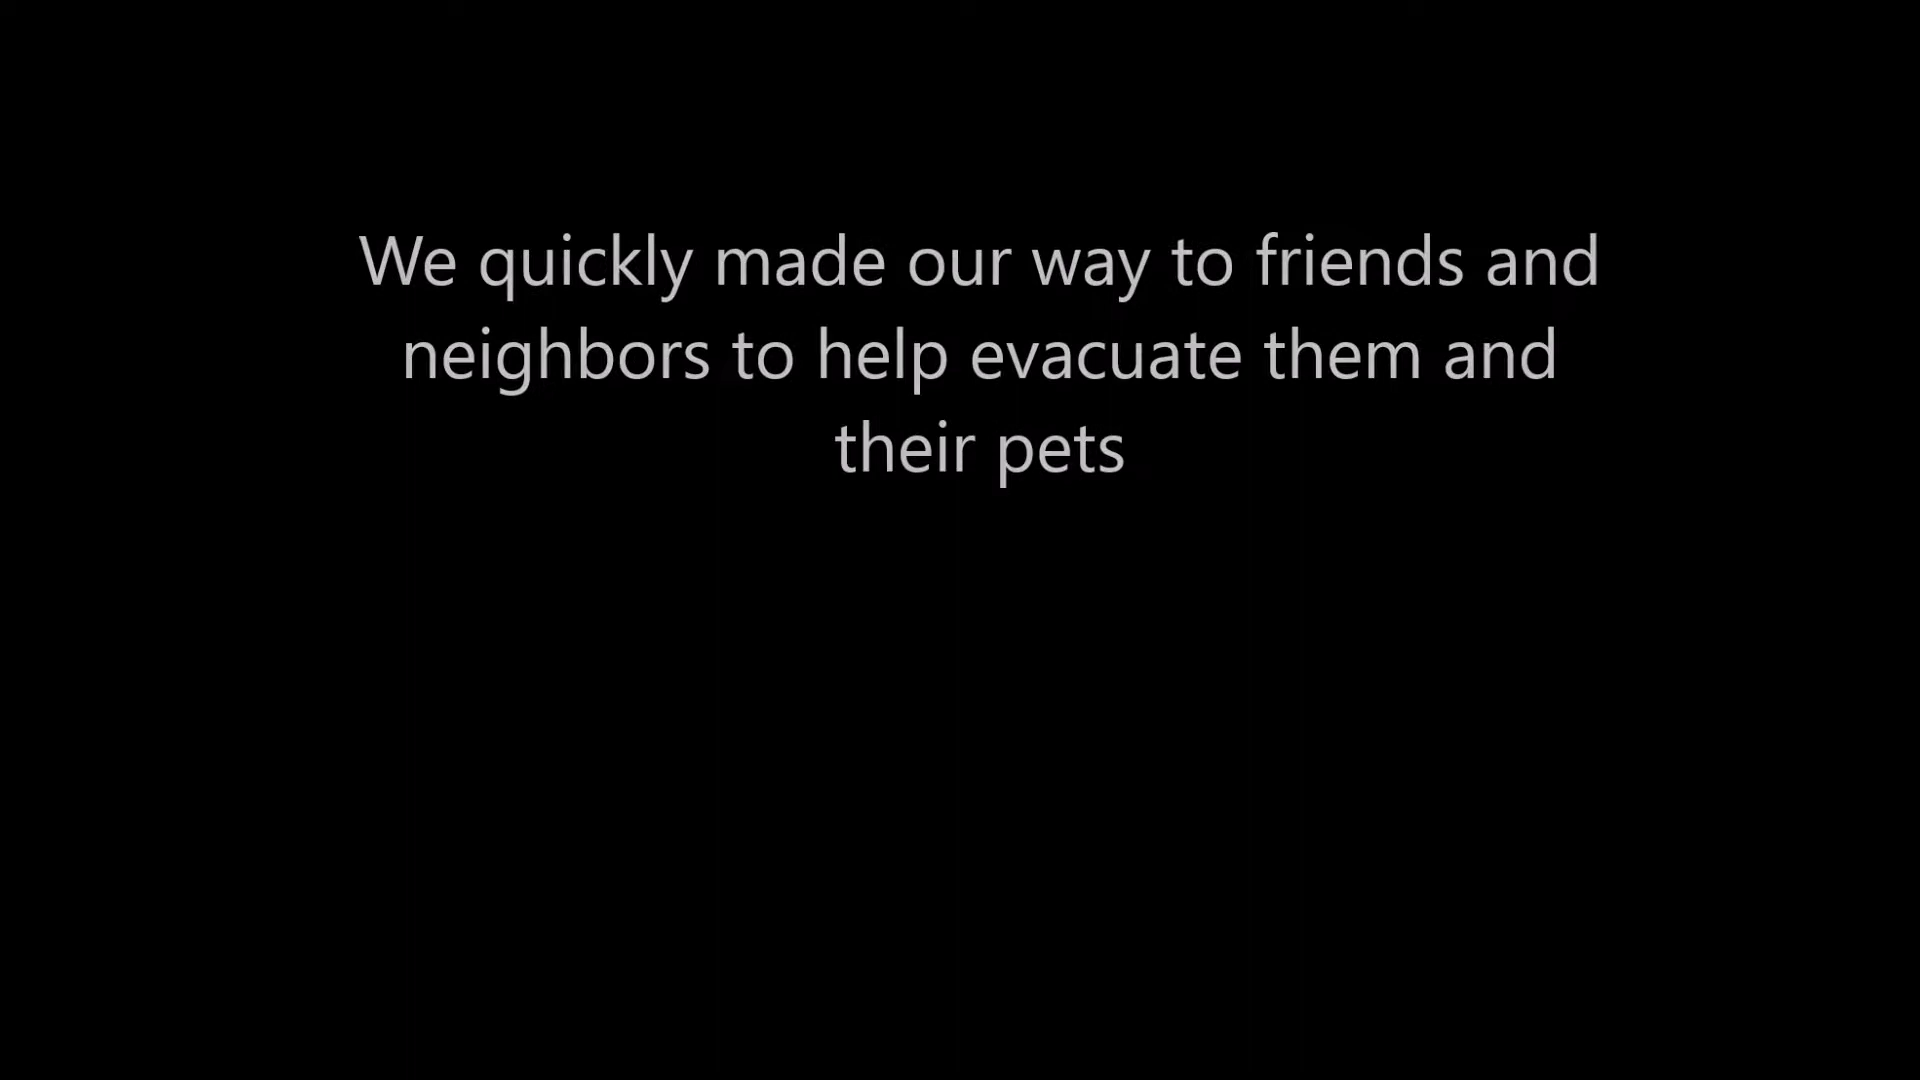 We quickly made our way to friends and
neighbors to help evacuate them and
their pets